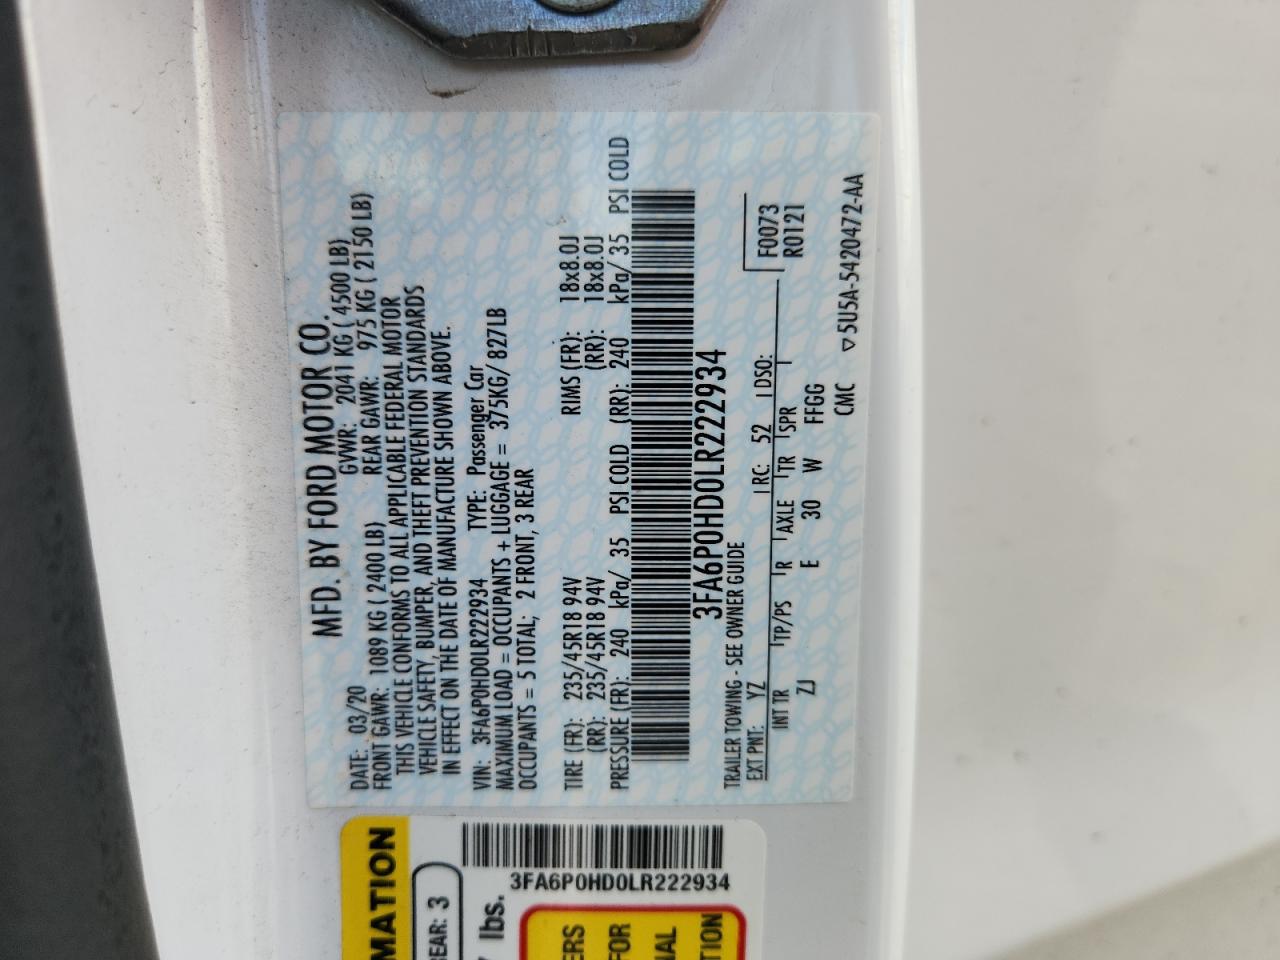 MFD. BY FORD MOTOR CO.
DATE: 03/20 GVWR: 2041 KG ( 4500 LB)
FRONT GAWR: 1089 KG ( 2400 LB) REAR GAWR: 975 KG ( 2150 LB)
THIS VEHICLE CONFORMS TO ALL APPLICABLE FEDERAL MOTOR
VEHICLE SAFETY, BUMPER, AND THEFT PREVENTION STANDARDS
IN EFFECT ON THE DATE OF MANUFACTURE SHOWN ABOVE.
VIN: 3FA6P0HD0LR222934 TYPE: Passenger Car
MAXIMUM LOAD = OCCUPANTS + LUGGAGE = 375KG/ 827LB
OCCUPANTS = 5 TOTAL; 2 FRONT, 3 REAR
TIRE (FR): 235/45R18 94V RIMS (FR): 18x8.0J
(RR): 235/45R18 94V (RR): 18x8.0J
PRESSURE (FR): 240 kPa/ 35 PSI COLD (RR): 240 kPa/ 35 PSI COLD
3FA6P0HD0LR222934
TRAILER TOWING - SEE OWNER GUIDE
EXT PNT: YZ RC: 52 DSO: F0073
R0121
INT TR TP/PS R AXLE TR SPR
ZJ E 30 W FFGG
CMC ▽5U5A-5420472-AA
MATION
EAR: 3
3FA6P0HD0LR222934
lbs.
ERS
FOR
NAL
TION